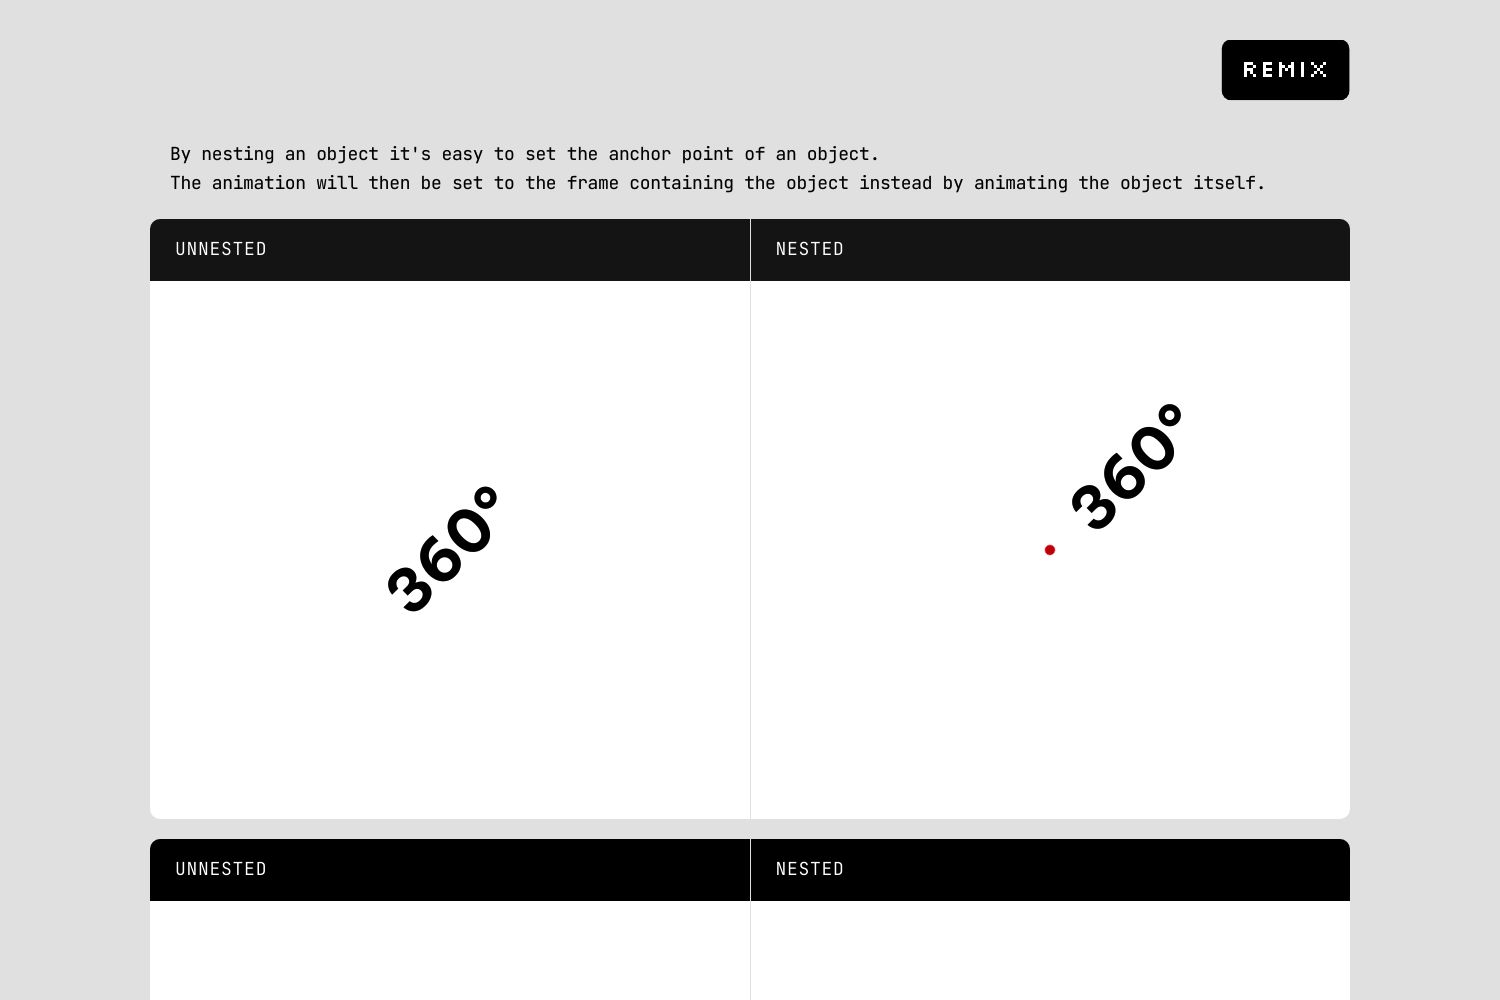 REMIX
By nesting an object it's easy to set the anchor point of an object.
The animation will then be set to the frame containing the object instead by animating the object itself.
UNNESTED
NESTED
360°
360°
UNNESTED
NESTED